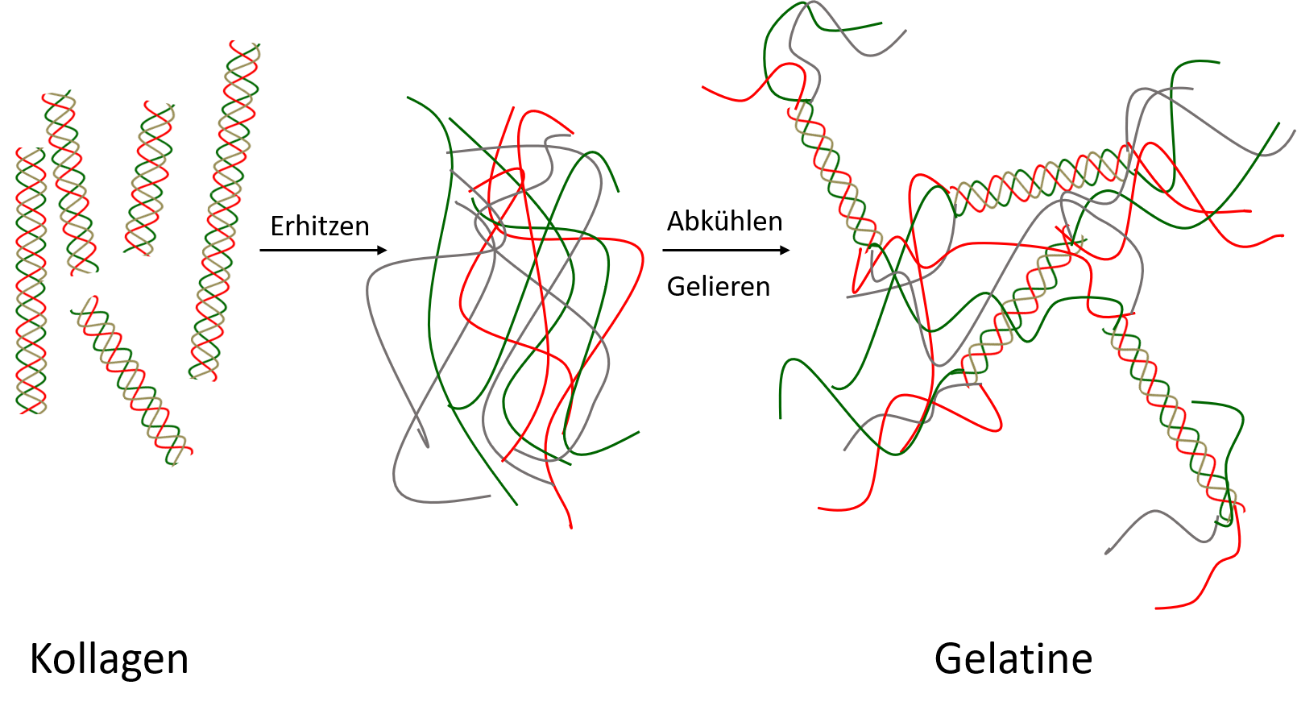 Erhitzen
Abkühlen
Gelieren
Kollagen
Gelatine